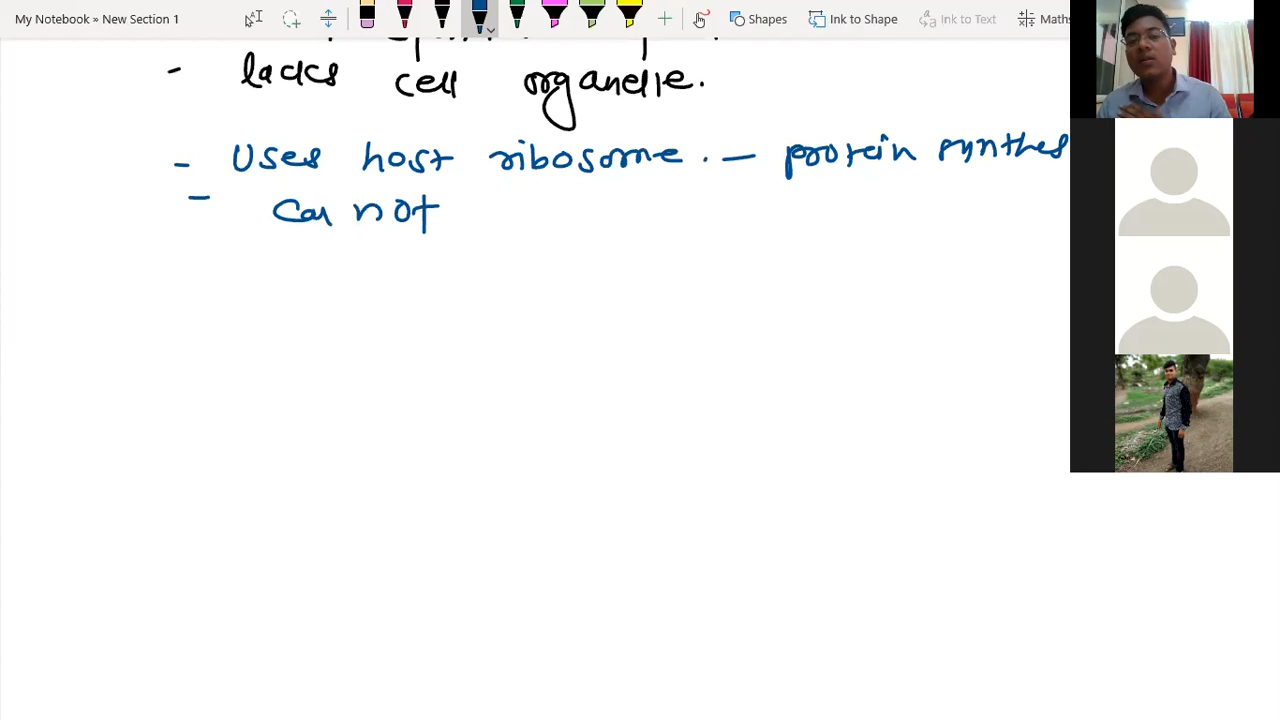 My Notebook » New Section 1
Shapes
Ink to Shape
Ink to Text
Maths
- lacks cell organelle.
- Uses host ribosome. - protein synthes
- Can not